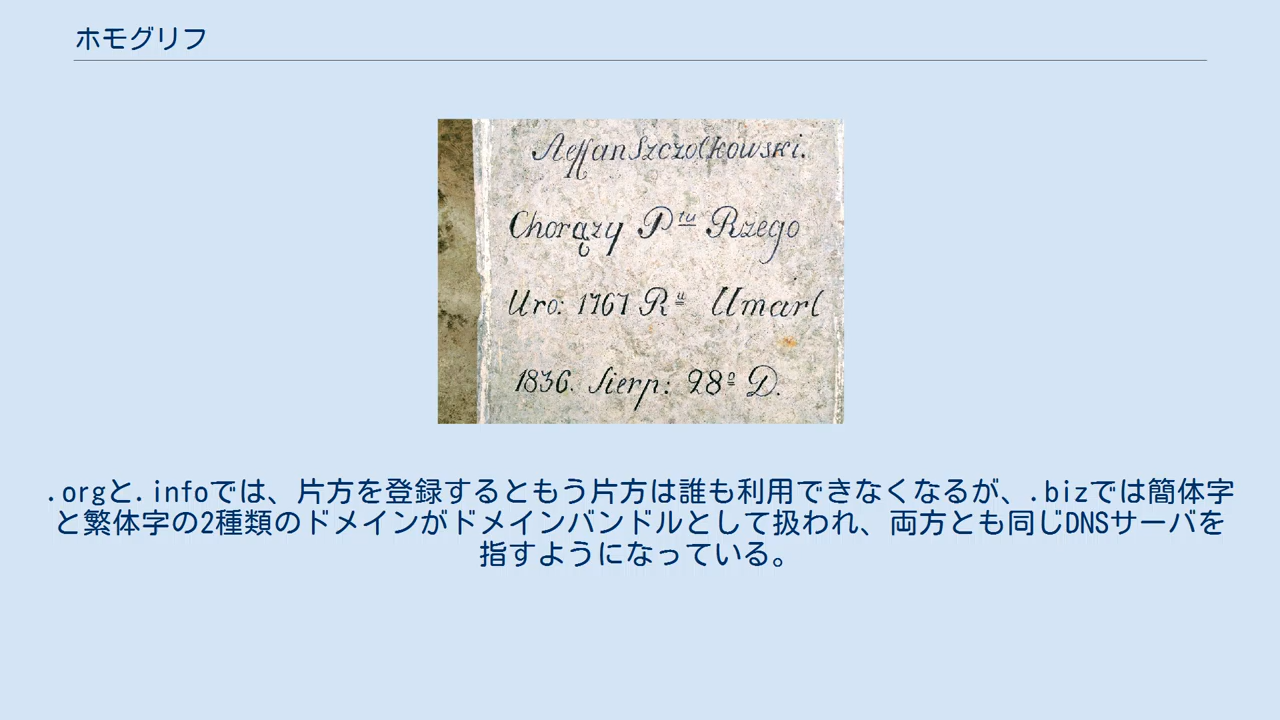 ホモグリフ
Szczołkowski.
Chorąży P tu Rzego
Uro: 1767 R u Umarł
1836. Sierp: 28 o D.
.orgと.infoでは、片方を登録するともう片方は誰も利用できなくなるが、.bizでは簡体字
と繁体字の2種類のドメインがドメインバンドルとして扱われ、両方とも同じDNSサーバを
指すようになっている。